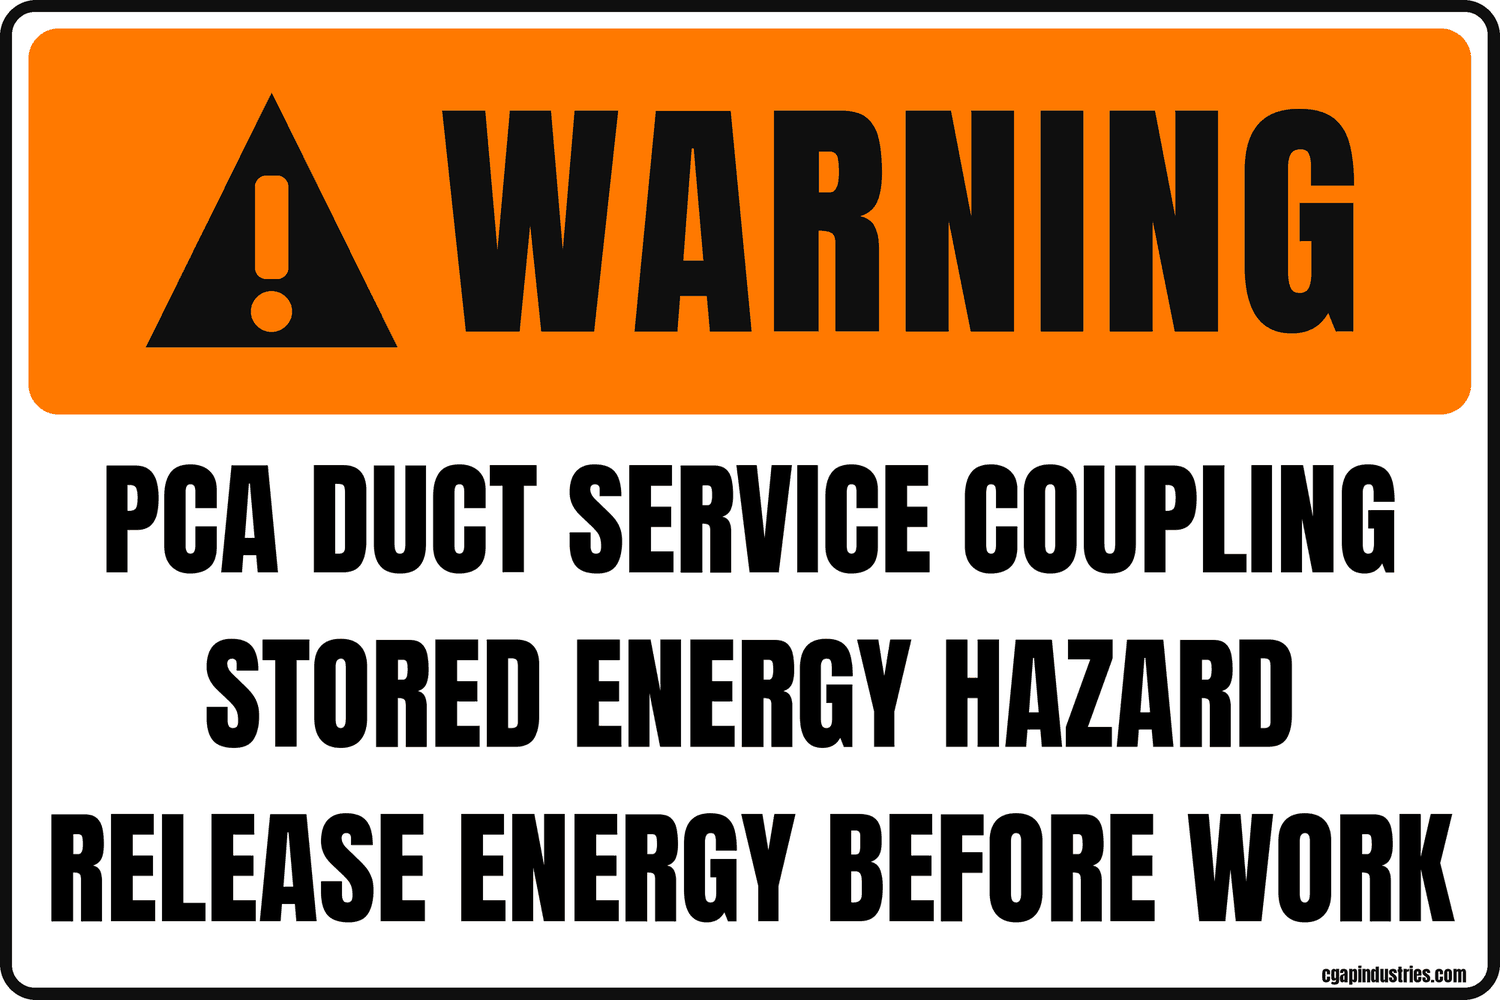 WARNING
PCA DUCT SERVICE COUPLING
STORED ENERGY HAZARD
RELEASE ENERGY BEFORE WORK
cgapindustries.com